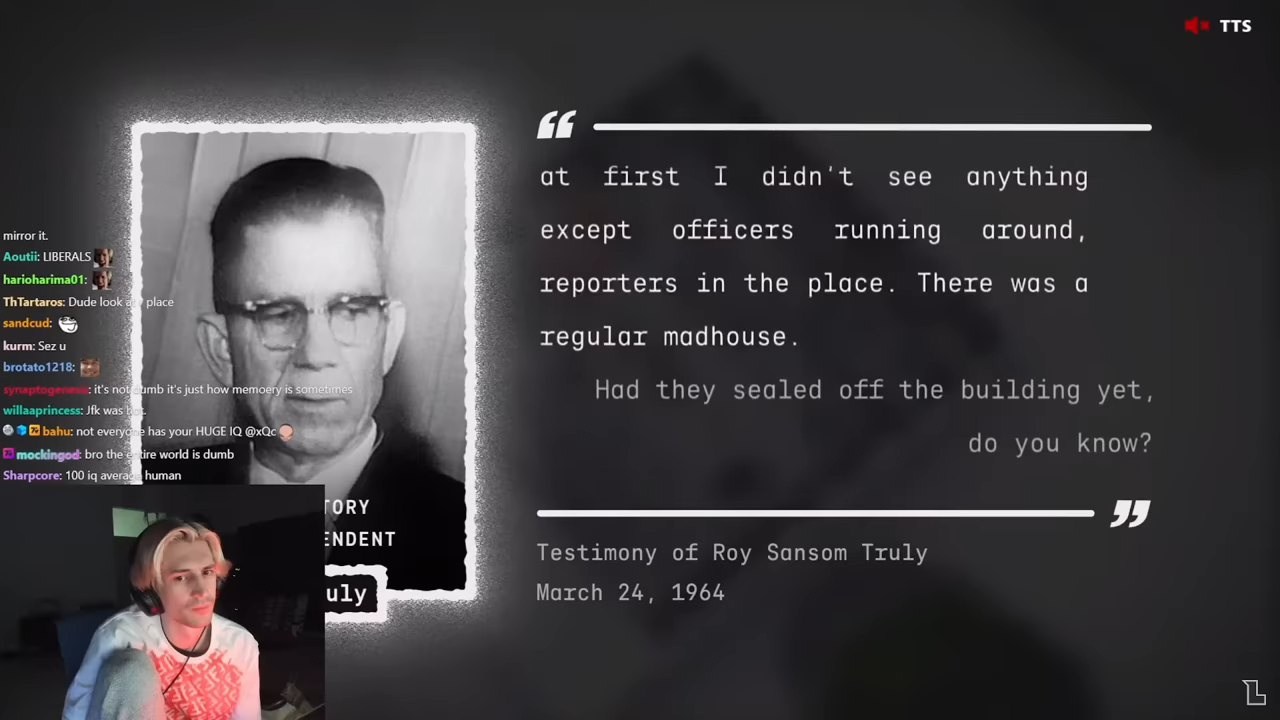 TTS
“
at first I didn't see anything
except officers running around,
reporters in the place. There was a
regular madhouse.
Had they sealed off the building yet,
do you know?
”
Testimony of Roy Sansom Truly
March 24, 1964
mirror it.
Aoutii: LIBERALS
harioharima01:
ThTartaros: Dude look at place
sandcud:
kurm: Sez u
brotato1218:
synaptogenesis: it's not dumb it's just how memoery is sometimes
willaaprincess: Jfk was
bahu: not everyone has your HUGE IQ @xQc
mockingod: bro the entire world is dumb
Sharpcore: 100 iq average human
TORY
ENDENT
uly